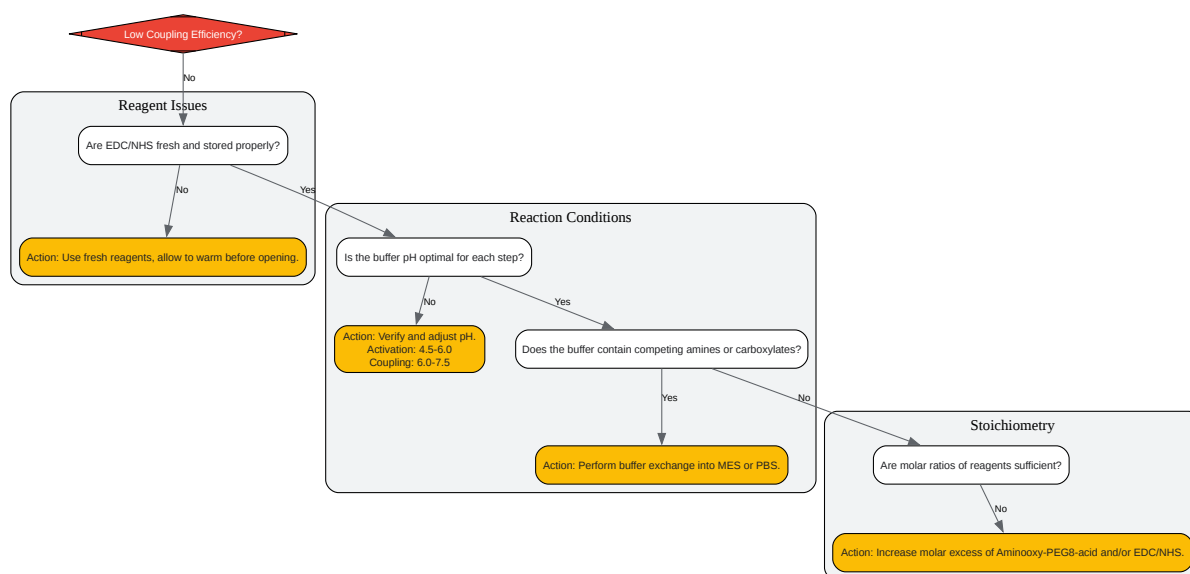 Low Coupling Efficiency?
No
Reagent Issues
Are EDC/NHS fresh and stored properly?
No
Yes
Action: Use fresh reagents, allow to warm before opening.
Reaction Conditions
Is the buffer pH optimal for each step?
No
Yes
Action: Verify and adjust pH.
Activation: 4.5-6.0
Coupling: 6.0-7.5
Does the buffer contain competing amines or carboxylates?
Yes
No
Action: Perform buffer exchange into MES or PBS.
Stoichiometry
Are molar ratios of reagents sufficient?
No
Action: Increase molar excess of Aminooxy-PEG8-acid and/or EDC/NHS.